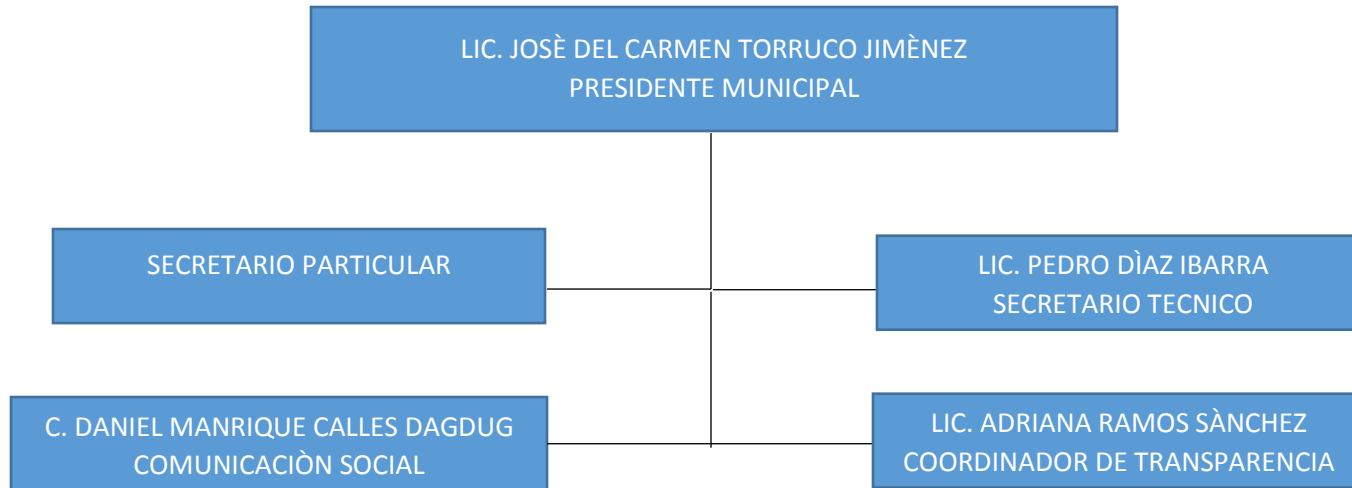 LIC. JOSÈ DEL CARMEN TORRUCO JIMÈNEZ
PRESIDENTE MUNICIPAL
SECRETARIO PARTICULAR
LIC. PEDRO DÌAZ IBARRA
SECRETARIO TECNICO
C. DANIEL MANRIQUE CALLES DAGDUG
COMUNICACIÒN SOCIAL
LIC. ADRIANA RAMOS SÀNCHEZ
COORDINADOR DE TRANSPARENCIA